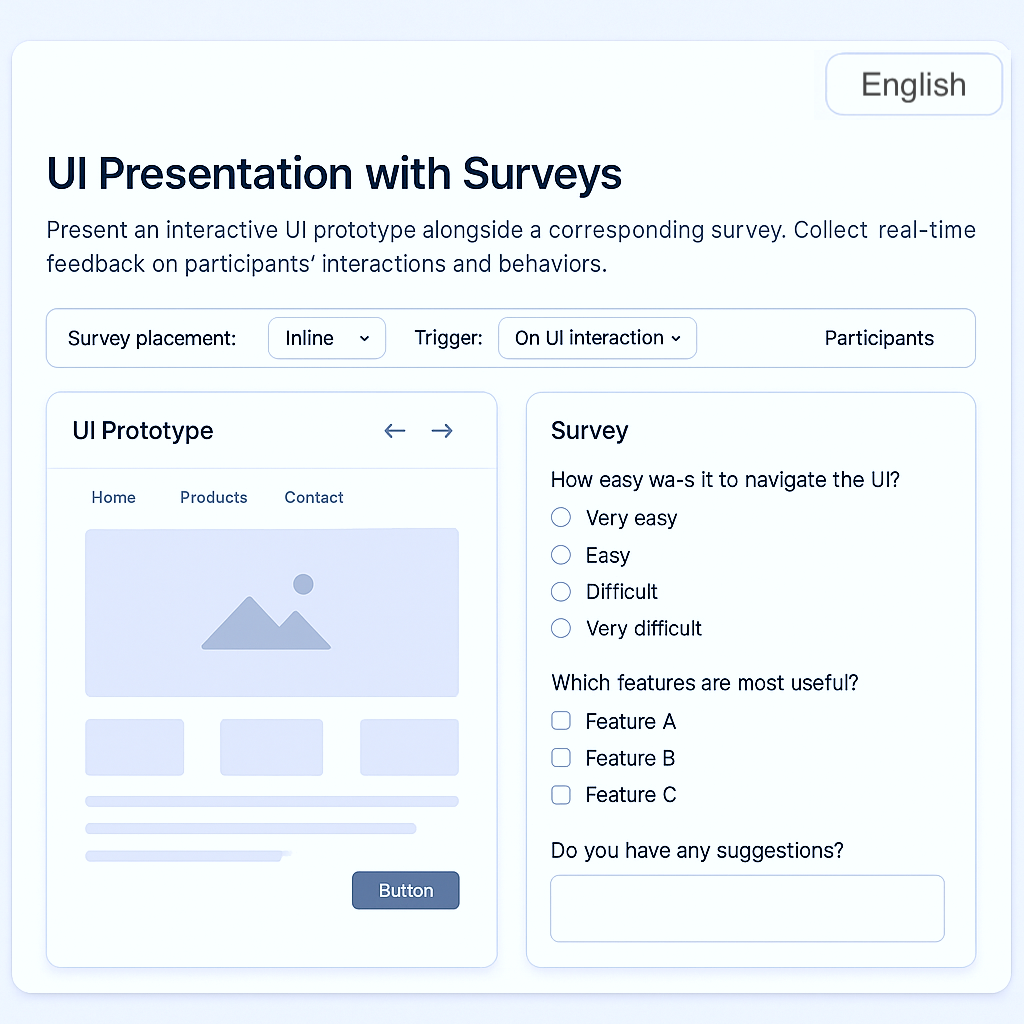 English
UI Presentation with Surveys
Present an interactive UI prototype alongside a corresponding survey. Collect real-time
feedback on participants‘ interactions and behaviors.
Survey placement: Inline Trigger: On UI interaction Participants
UI Prototype
Home Products Contact
Button
Survey
How easy wa-s it to navigate the UI?
Very easy
Easy
Difficult
Very difficult
Which features are most useful?
Feature A
Feature B
Feature C
Do you have any suggestions?